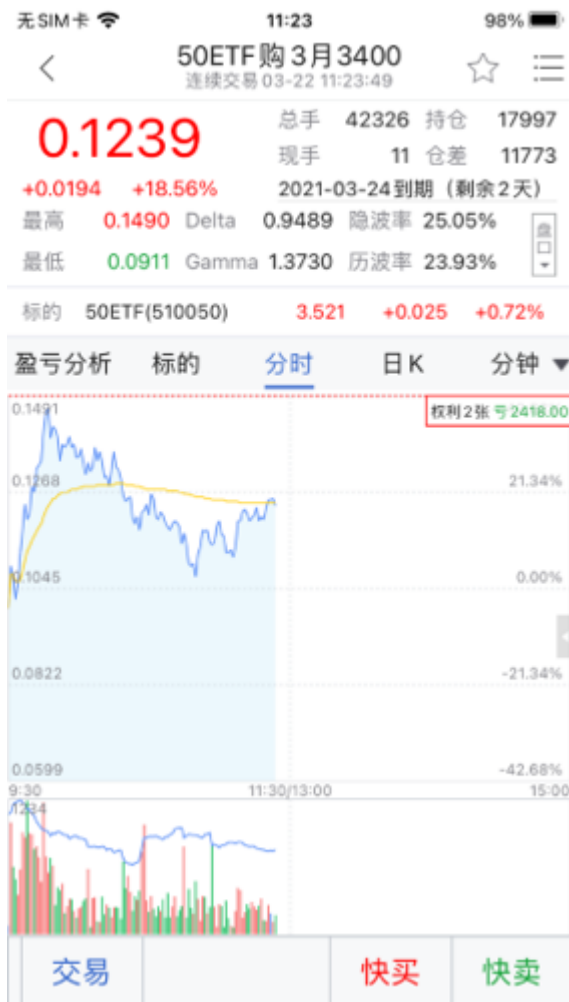 无SIM卡 11:23 98%
50ETF购3月3400
连续交易 03-22 11:23:49
0.1239
+0.0194 +18.56%
总手 42326 持仓 17997
现手 11 仓差 11773
2021-03-24到期（剩余2天）
最高 0.1490 Delta 0.9489 隐波率 25.05%
最低 0.0911 Gamma 1.3730 历波率 23.93%
盘口
标的 50ETF(510050) 3.521 +0.025 +0.72%
盈亏分析 标的 分时 日K 分钟
0.1491 权利2张 亏2418.00
0.1268 21.34%
0.1045 0.00%
0.0822 -21.34%
0.0599 -42.68%
9:30 11:30/13:00 15:00
1234
交易 快买 快卖